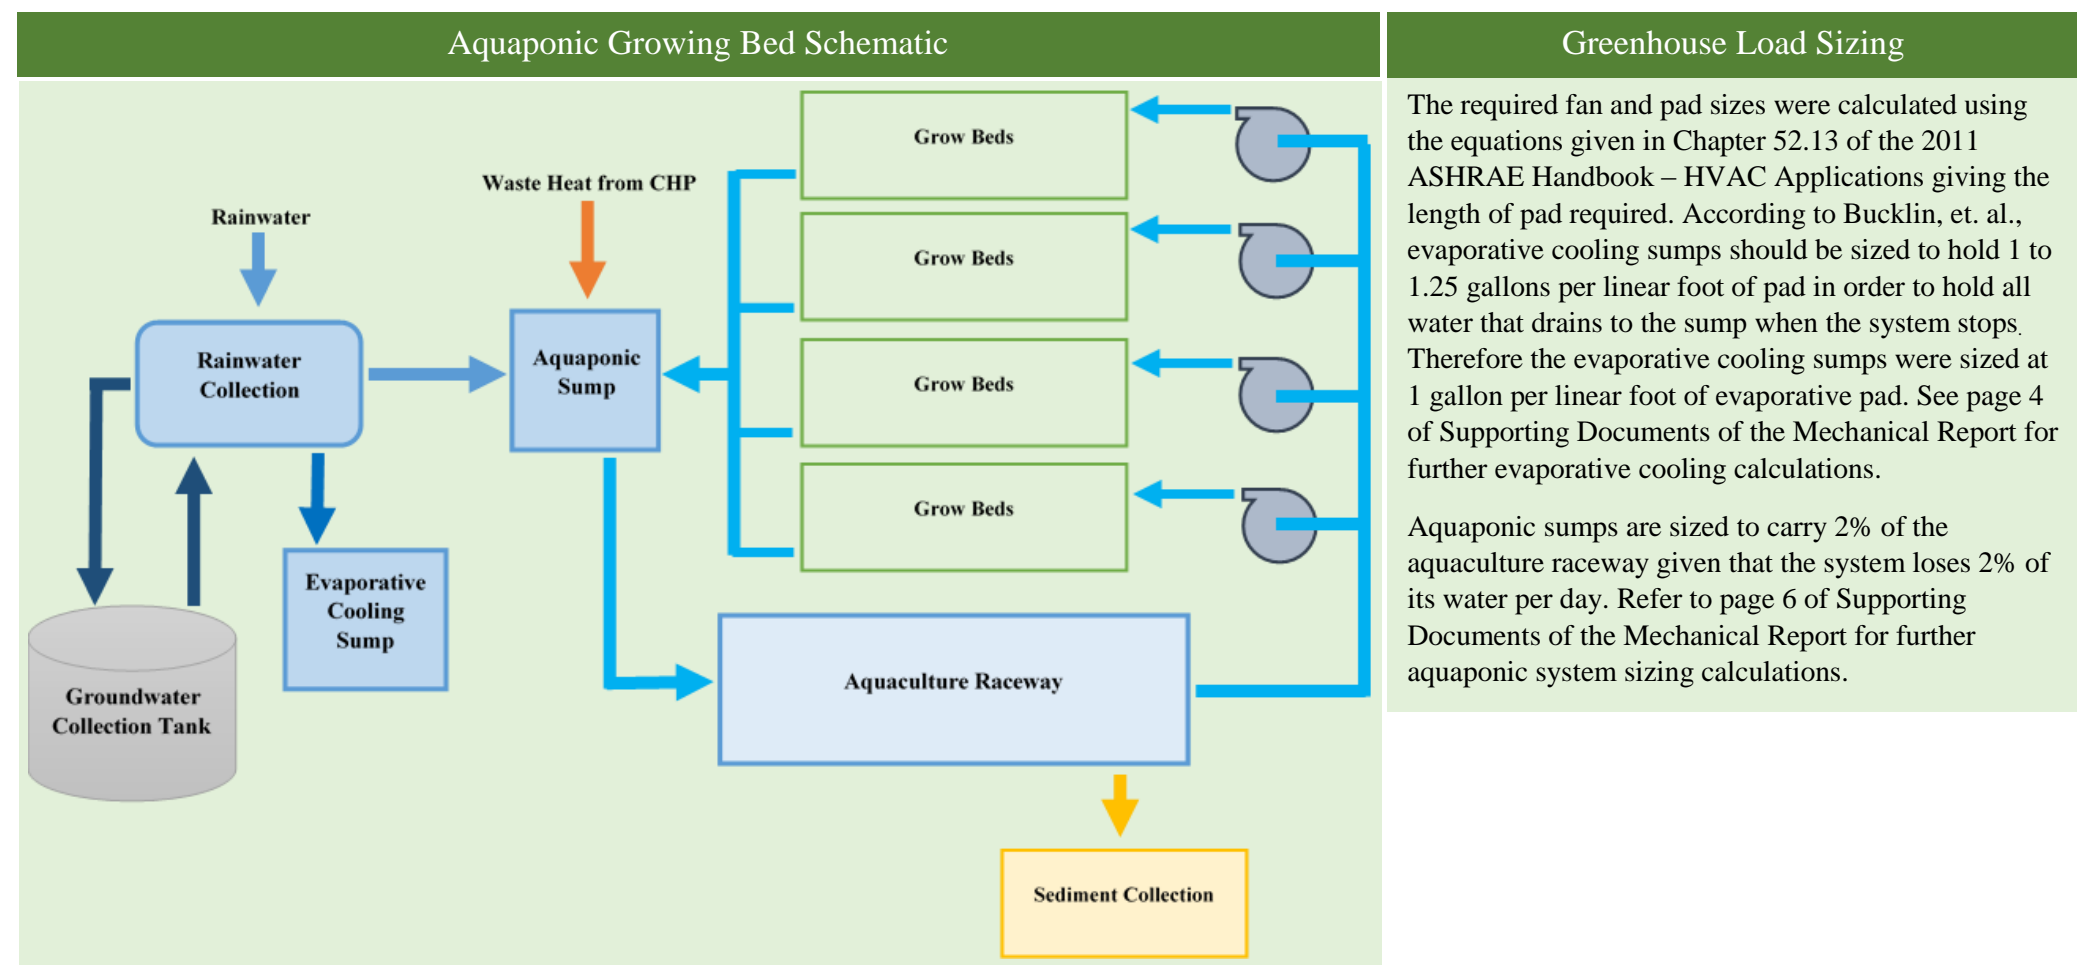 Aquaponic Growing Bed Schematic
Grow Beds
Waste Heat from CHP
Rainwater
Grow Beds
Rainwater
Collection
Aquaponic
Sump
Grow Beds
Grow Beds
Evaporative
Cooling
Sump
Groundwater
Collection Tank
Aquaculture Raceway
Sediment Collection
Greenhouse Load Sizing
The required fan and pad sizes were calculated using
the equations given in Chapter 52.13 of the 2011
ASHRAE Handbook – HVAC Applications giving the
length of pad required. According to Bucklin, et. al.,
evaporative cooling sumps should be sized to hold 1 to
1.25 gallons per linear foot of pad in order to hold all
water that drains to the sump when the system stops.
Therefore the evaporative cooling sumps were sized at
1 gallon per linear foot of evaporative pad. See page 4
of Supporting Documents of the Mechanical Report for
further evaporative cooling calculations.
Aquaponic sumps are sized to carry 2% of the
aquaculture raceway given that the system loses 2% of
its water per day. Refer to page 6 of Supporting
Documents of the Mechanical Report for further
aquaponic system sizing calculations.